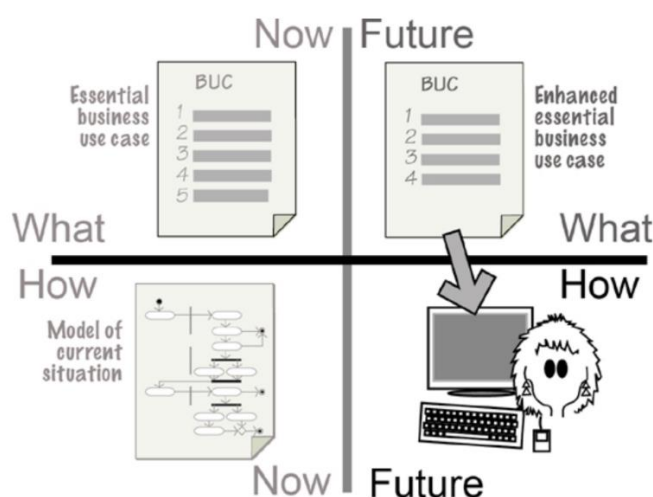 Now Future
Essential
business
use case
BUC
1
2
3
4
5
BUC
1
2
3
4
Enhanced
essential
business
use case
What What
How How
Model of
current
situation
Now Future